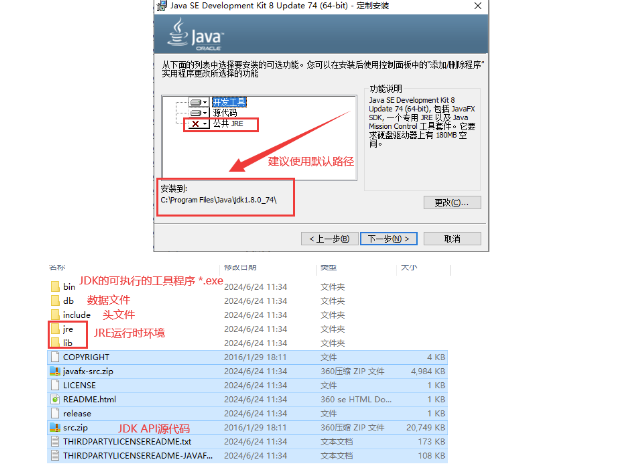 Java SE Development Kit 8 Update 74 (64-bit) - 定制安装
Java
ORACLE
从下面的列表中选择要安装的可选功能。您可以在安装后使用控制面板中的“添加/删除程序”
实用程序更改所选择的功能
开发工具
源代码
公共 JRE
功能说明
Java SE Development Kit 8
Update 74 (64-bit), 包括 JavaFX
SDK, 一个专用 JRE 以及 Java
Mission Control 工具套件。它要
求硬盘驱动器上有 180MB 空
间。
建议使用默认路径
安装到:
C:\Program Files\Java\jdk1.8.0_74\
更改(C)...
< 上一步(B)
下一步(N) >
取消
名称 修改日期 类型 大小
JDK的可执行的工具程序 *.exe
bin 2024/6/24 11:34 文件夹
db 数据文件 2024/6/24 11:34 文件夹
include 头文件 2024/6/24 11:34 文件夹
jre 2024/6/24 11:34 文件夹
JRE运行时环境
lib 2024/6/24 11:34 文件夹
COPYRIGHT 2016/1/29 18:11 文件 4 KB
javafx-src.zip 2024/6/24 11:34 360压缩 ZIP 文件 4,984 KB
LICENSE 2024/6/24 11:34 文件 1 KB
README.html 2024/6/24 11:34 360 se HTML Do... 1 KB
release 2024/6/24 11:34 文件 1 KB
src.zip JDK API源代码 2016/1/29 18:11 360压缩 ZIP 文件 20,749 KB
THIRDPARTYLICENSEREADME.txt 2024/6/24 11:34 文本文档 173 KB
THIRDPARTYLICENSEREADME-JAVAF... 2024/6/24 11:34 文本文档 108 KB